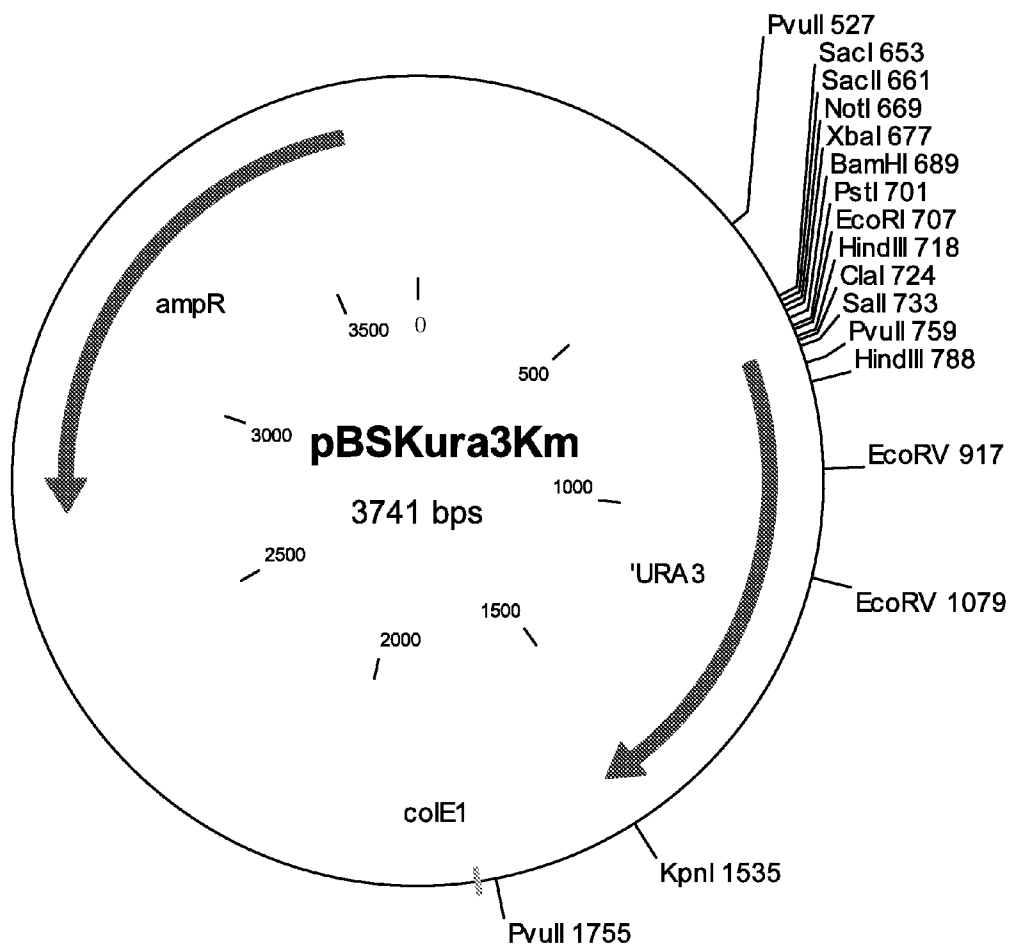 PvuII 527
SacI 653
SacII 661
NotI 669
XbaI 677
BamHI 689
PstI 701
EcoRI 707
HindIII 718
ClaI 724
SalI 733
PvuII 759
HindIII 788
EcoRV 917
EcoRV 1079
KpnI 1535
PvuII 1755
ampR
3500
0
500
3000
pBSKura3Km
1000
3741 bps
2500
'URA3
1500
2000
colE1